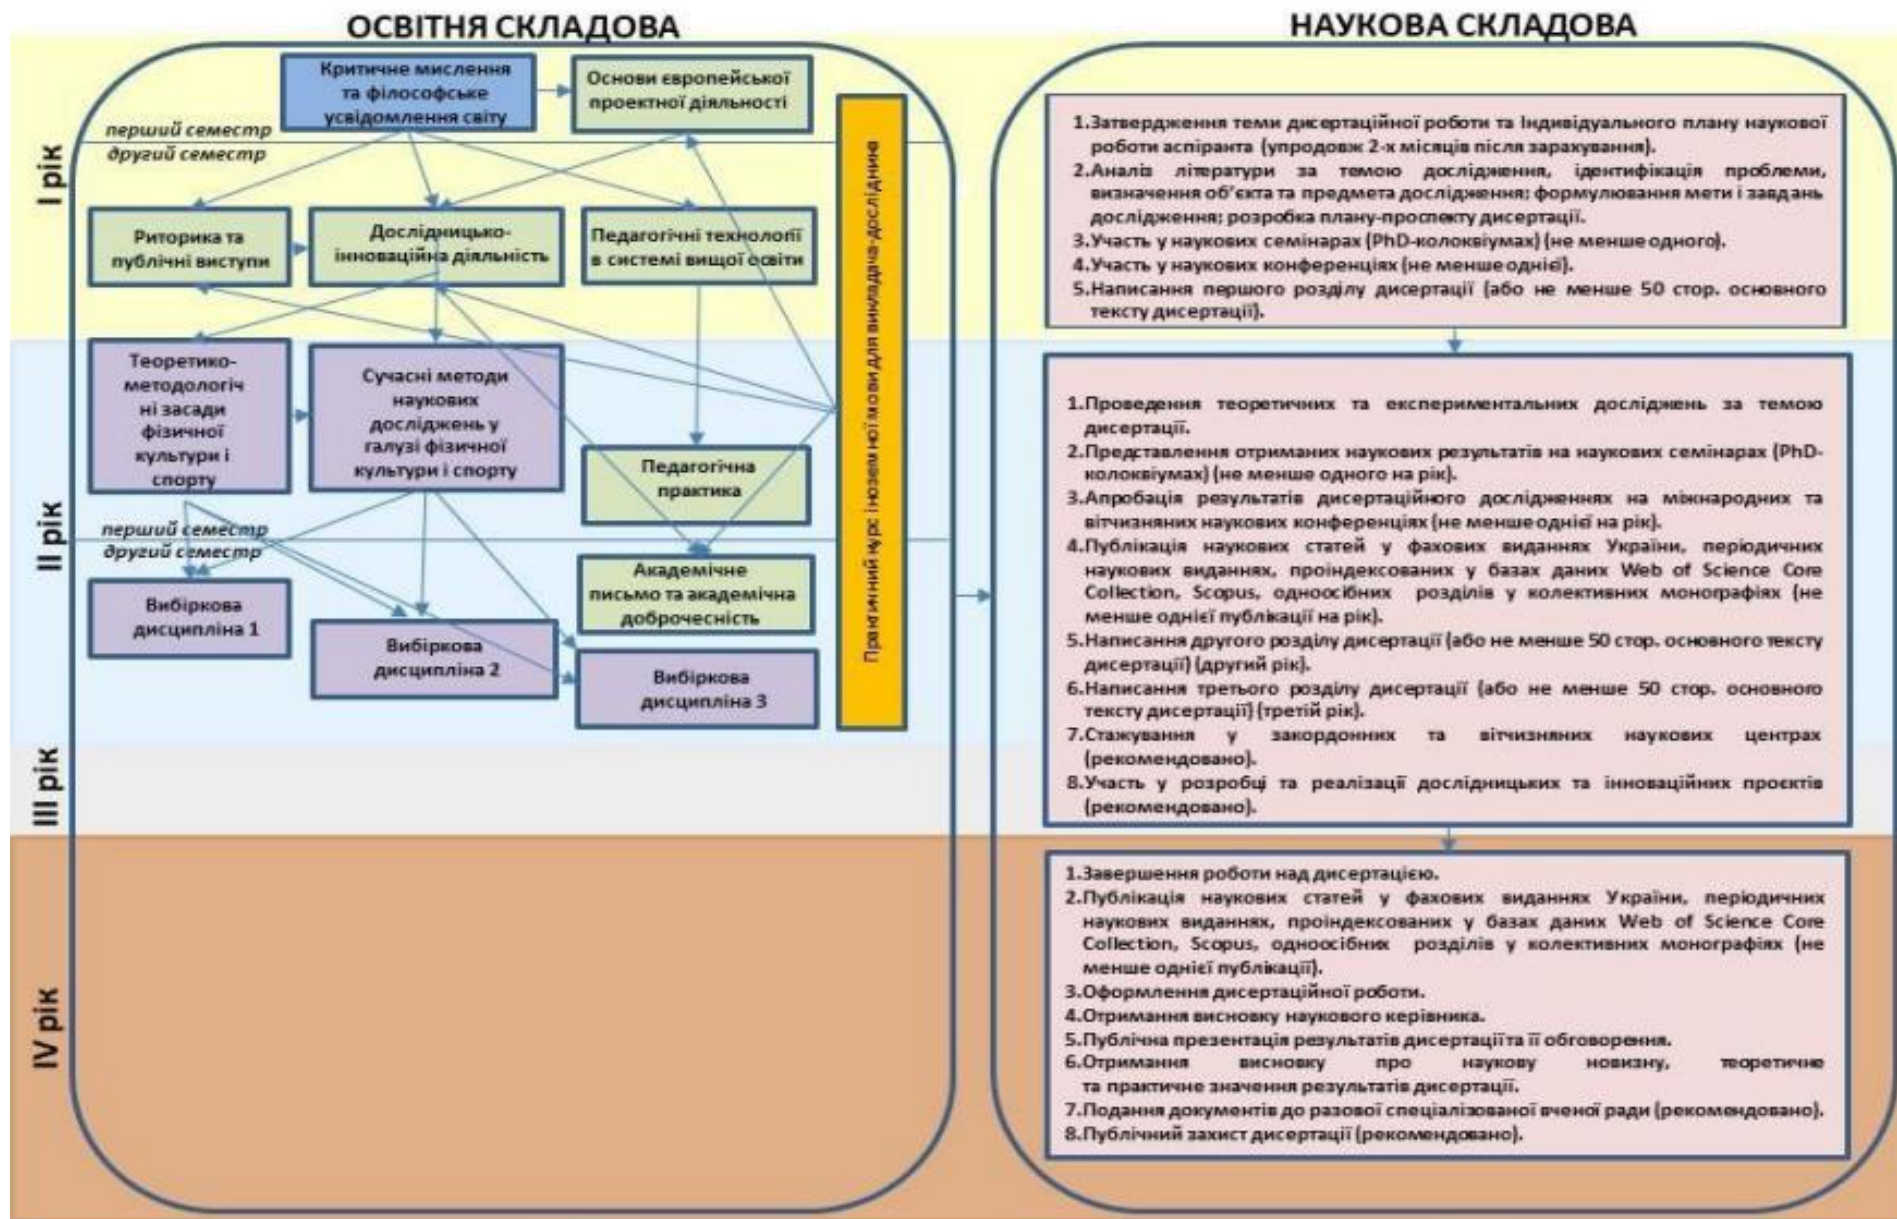 ОСВІТНЯ СКЛАДОВА
Критичне мислення
та філософське
усвідомлення світу
Основи європейської
проектної діяльності
перший семестр
другий семестр
І рік
Риторика та
публічні виступи
Дослідницько-
інноваційна діяльність
Педагогічні технології
в системі вищої освіти
Теоретико-
методологіч
ні засади
фізичної
культури і
спорту
Сучасні методи
наукових
досліджень у
галузі фізичної
культури і спорту
Педагогічна
практика
ІІ рік
перший семестр
другий семестр
Академічне
письмо та академічна
доброчесність
Вибіркова
дисципліна 1
Вибіркова
дисципліна 2
Вибіркова
дисципліна 3
Практичний курс іноземної мови для викладача-дослідника
ІІІ рік
IV рік
НАУКОВА СКЛАДОВА
1.Затвердження теми дисертаційної роботи та Індивідуального плану наукової
роботи аспіранта (упродовж 2-х місяців після зарахування).
2.Аналіз літератури за темою дослідження, ідентифікація проблеми,
визначення об’єкта та предмета дослідження; формулювання мети і завдань
дослідження; розробка плану-проспекту дисертації.
3.Участь у наукових семінарах (PhD-колоквіумах) (не менше одного).
4.Участь у наукових конференціях (не менше однієї).
5.Написання першого розділу дисертації (або не менше 50 стор. основного
тексту дисертації).
1.Проведення теоретичних та експериментальних досліджень за темою
дисертації.
2.Представлення отриманих наукових результатів на наукових семінарах (PhD-
колоквіумах) (не менше одного на рік).
3.Апробація результатів дисертаційного дослідженнях на міжнародних та
вітчизняних наукових конференціях (не менше однієї на рік).
4.Публікація наукових статей у фахових виданнях України, періодичних
наукових виданнях, проіндексованих у базах даних Web of Science Core
Collection, Scopus, одноосібних розділів у колективних монографіях (не
менше однієї публікації на рік).
5.Написання другого розділу дисертації (або не менше 50 стор. основного тексту
дисертації) (другий рік).
6.Написання третього розділу дисертації (або не менше 50 стор. основного
тексту дисертації) (третій рік).
7.Стажування у закордонних та вітчизняних наукових центрах
(рекомендовано).
8.Участь у розробці та реалізації дослідницьких та інноваційних проєктів
(рекомендовано).
1.Завершення роботи над дисертацією.
2.Публікація наукових статей у фахових виданнях України, періодичних
наукових виданнях, проіндексованих у базах даних Web of Science Core
Collection, Scopus, одноосібних розділів у колективних монографіях (не
менше однієї публікації).
3.Оформлення дисертаційної роботи.
4.Отримання висновку наукового керівника.
5.Публічна презентація результатів дисертації та її обговорення.
6.Отримання висновку про наукову новизну, теоретичне
та практичне значення результатів дисертації.
7.Подання документів до разової спеціалізованої вченої ради (рекомендовано).
8.Публічний захист дисертації (рекомендовано).